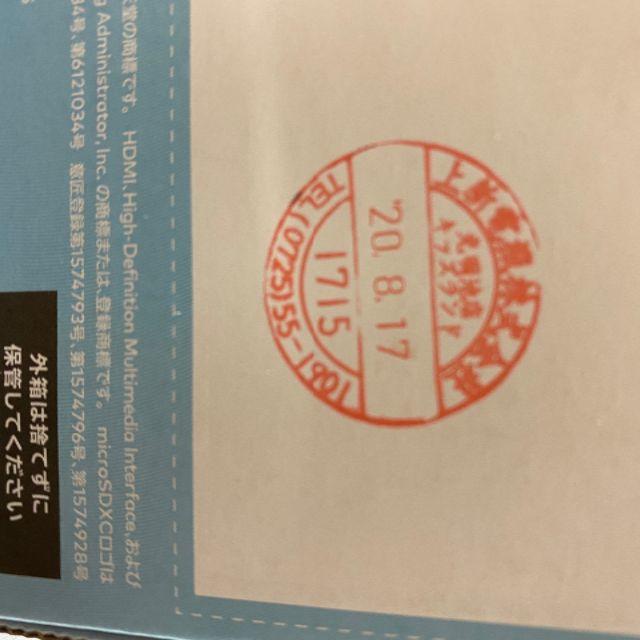 '20. 8. 17
1715
TEL(0725)55-1061
家の商標です。 HDMI、High-Definition Multimedia Interface、および
g Administrator, Inc. の商標または、登録商標です。 microSDXCロゴは
第6121034号 意匠登録第1574793号、第1574796号、第1574928号
外箱は捨てずに
保管してください